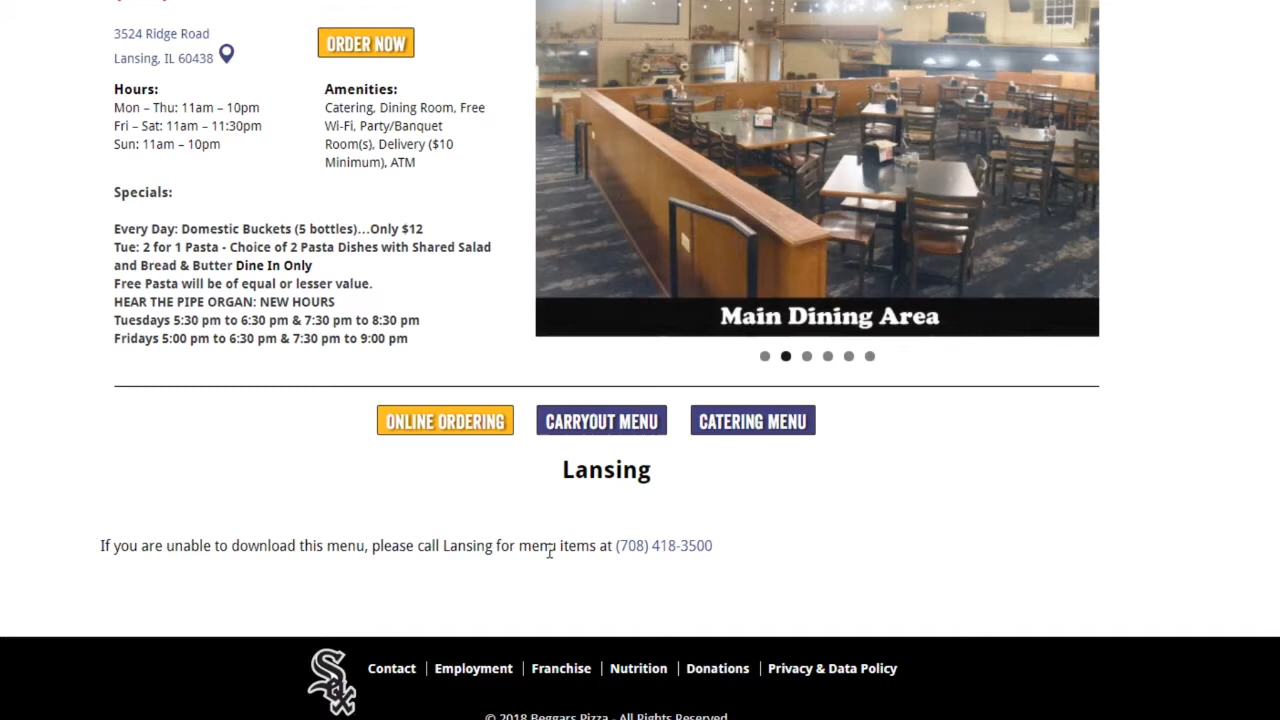 3524 Ridge Road
Lansing, IL 60438
ORDER NOW
Hours:
Mon – Thu: 11am – 10pm
Fri – Sat: 11am – 11:30pm
Sun: 11am – 10pm
Amenities:
Catering, Dining Room, Free
Wi-Fi, Party/Banquet
Room(s), Delivery ($10
Minimum), ATM
Specials:
Every Day: Domestic Buckets (5 bottles)...Only $12
Tue: 2 for 1 Pasta - Choice of 2 Pasta Dishes with Shared Salad
and Bread & Butter Dine In Only
Free Pasta will be of equal or lesser value.
HEAR THE PIPE ORGAN: NEW HOURS
Tuesdays 5:30 pm to 6:30 pm & 7:30 pm to 8:30 pm
Fridays 5:00 pm to 6:30 pm & 7:30 pm to 9:00 pm
Main Dining Area
ONLINE ORDERING
CARRYOUT MENU
CATERING MENU
Lansing
If you are unable to download this menu, please call Lansing for menu items at (708) 418-3500
Sox
Contact
Employment
Franchise
Nutrition
Donations
Privacy & Data Policy
© 2018 Beggars Pizza - All Rights Reserved